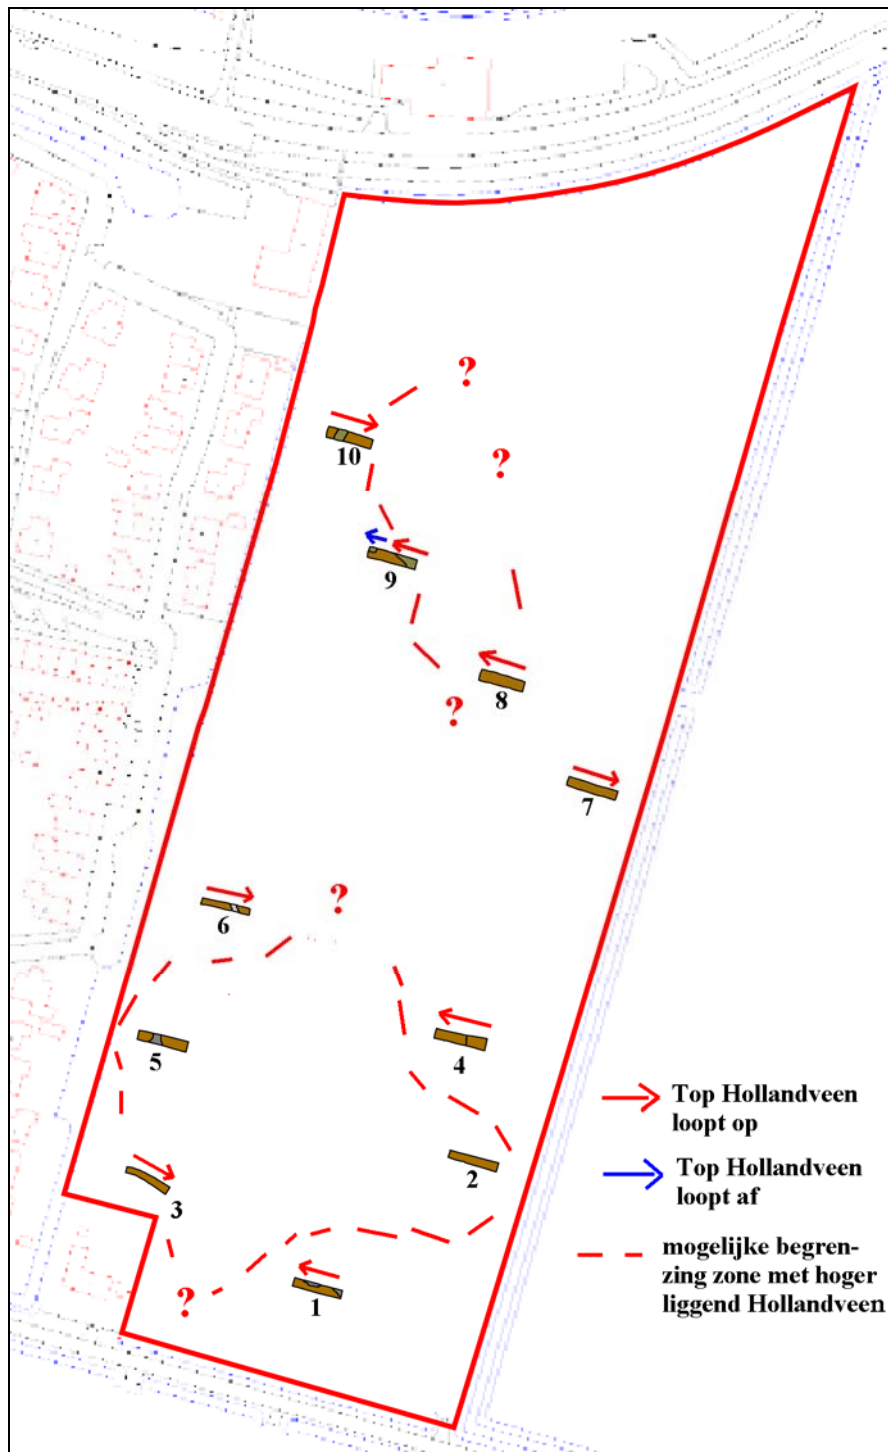 ?
10
?
9
8
?
7
6
?
5
4
2
3
1
?
Top Hollandveen
loopt op
Top Hollandveen
loopt af
mogelijke begren-
zing zone met hoger
liggend Hollandveen